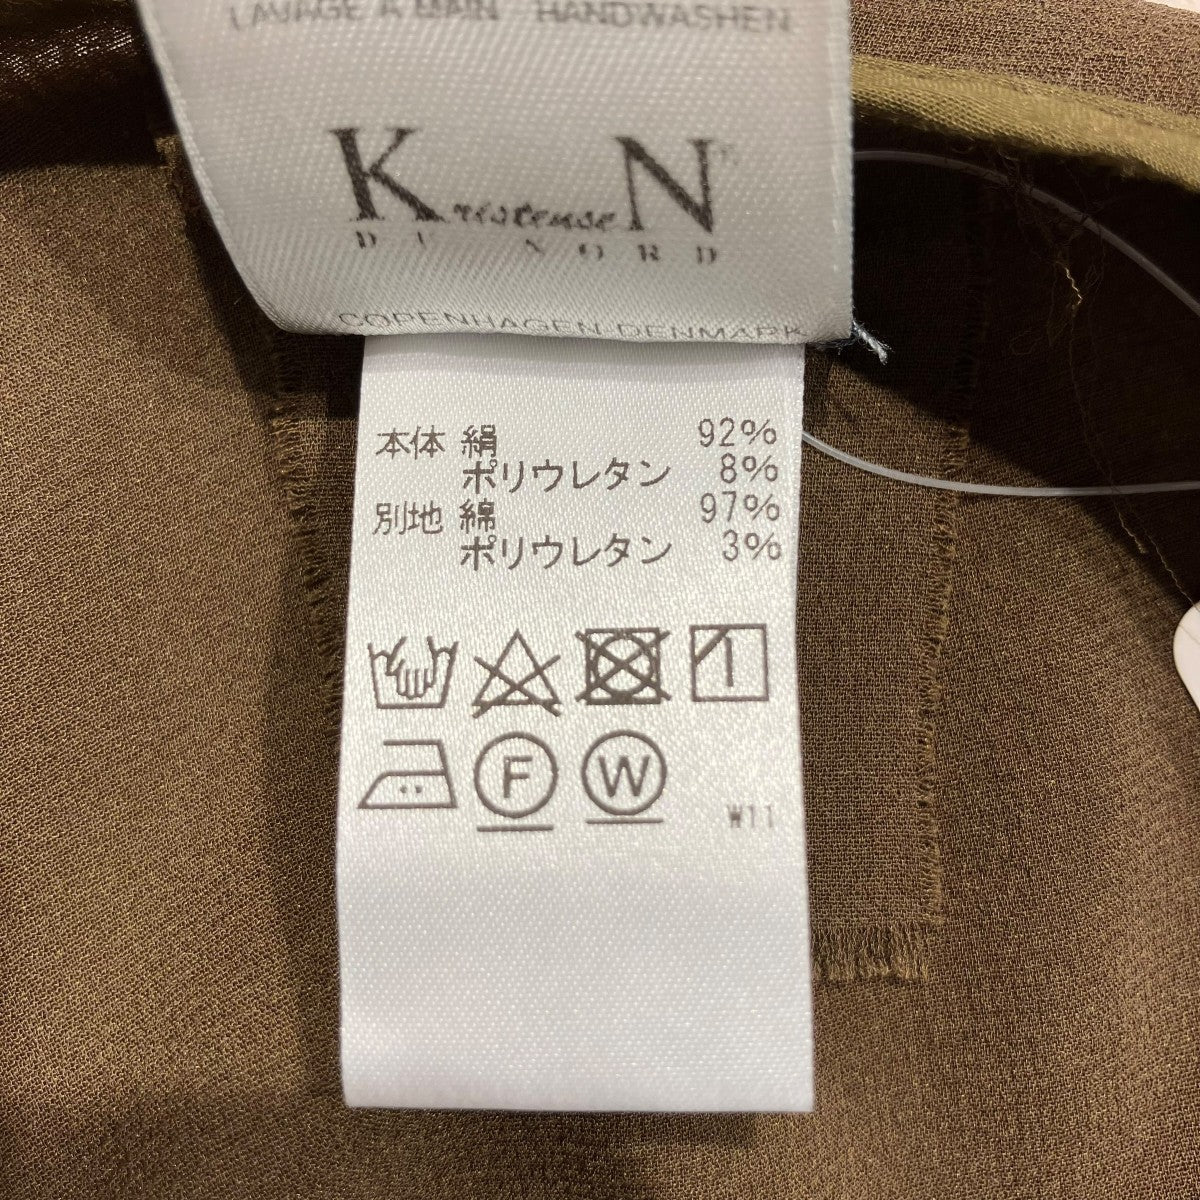 LAVAGE A MAIN HANDWASHEN
KristenseN
DU NORD
COPENHAGEN-DENMARK
本体 絹 92%
ポリウレタン 8%
別地 綿 97%
ポリウレタン 3%
F W
W11